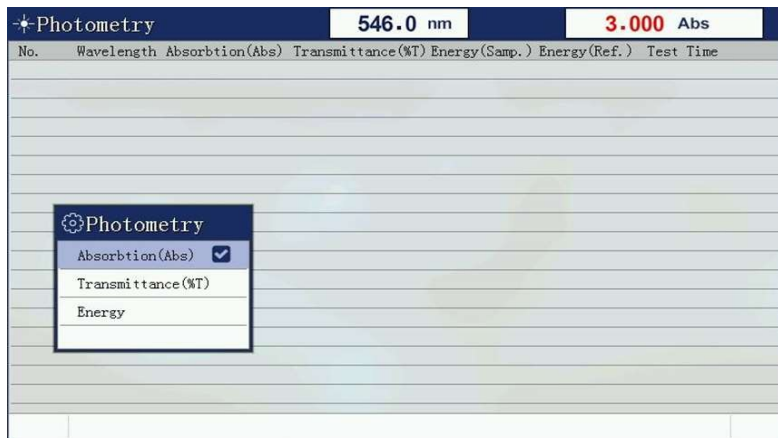 Photometry 546.0 nm 3.000 Abs
No. Wavelength Absorbtion(Abs) Transmittance(%T) Energy(Samp.) Energy(Ref.) Test Time
Photometry
Absorbtion(Abs)
Transmittance(%T)
Energy